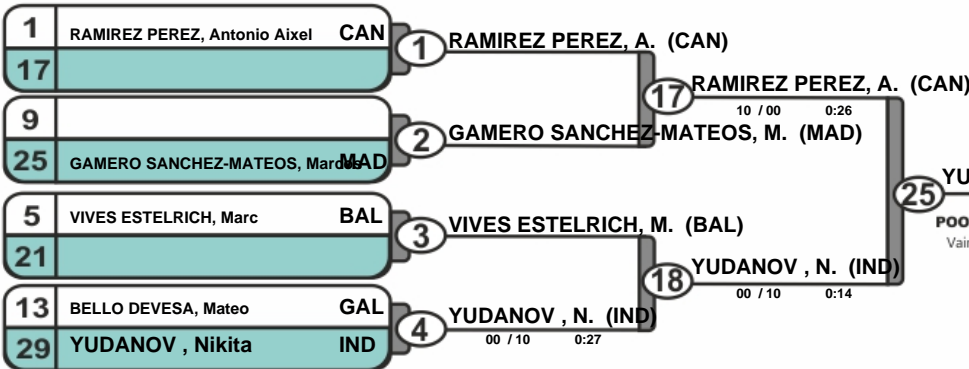 1 RAMIREZ PEREZ, Antonio Aixel CAN
17
1 RAMIREZ PEREZ, A. (CAN)
9
25 GAMERO SANCHEZ-MATEOS, Marcos MAD
2 GAMERO SANCHEZ-MATEOS, M. (MAD)
17 RAMIREZ PEREZ, A. (CAN)
10 / 00 0:26
5 VIVES ESTELRICH, Marc BAL
21
3 VIVES ESTELRICH, M. (BAL)
13 BELLO DEVESA, Mateo GAL
29 YUDANOV , Nikita IND
4 YUDANOV , N. (IND)
00 / 10 0:27
18 YUDANOV , N. (IND)
00 / 10 0:14
25 YU
POO
Vain